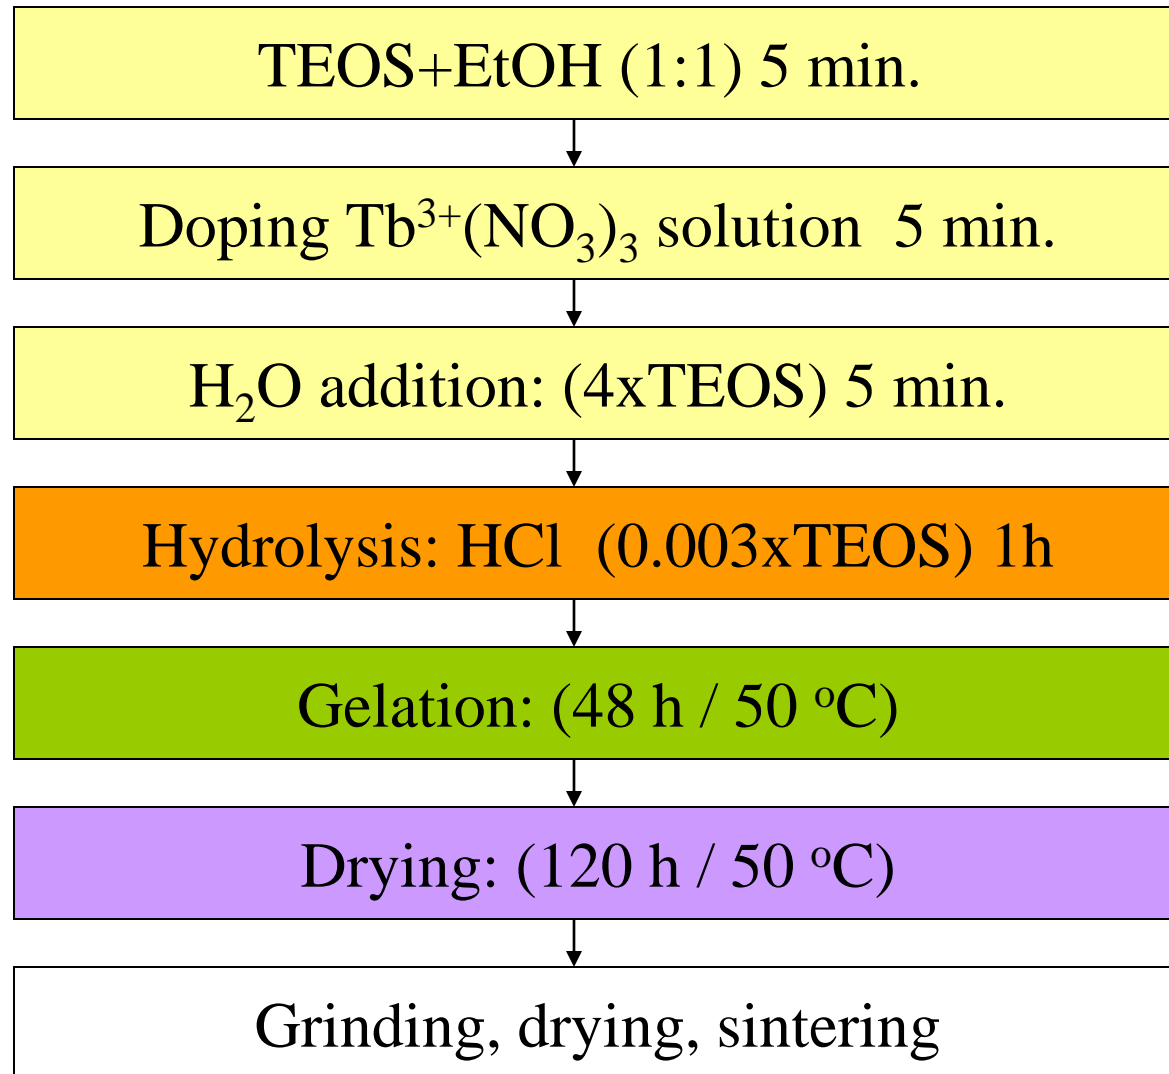 TEOS+EtOH (1:1) 5 min.
Doping Tb³⁺(NO₃)₃ solution  5 min.
H₂O addition: (4xTEOS) 5 min.
Hydrolysis: HCl  (0.003xTEOS) 1h
Gelation: (48 h / 50 ᵒC)
Drying: (120 h / 50 ᵒC)
Grinding, drying, sintering